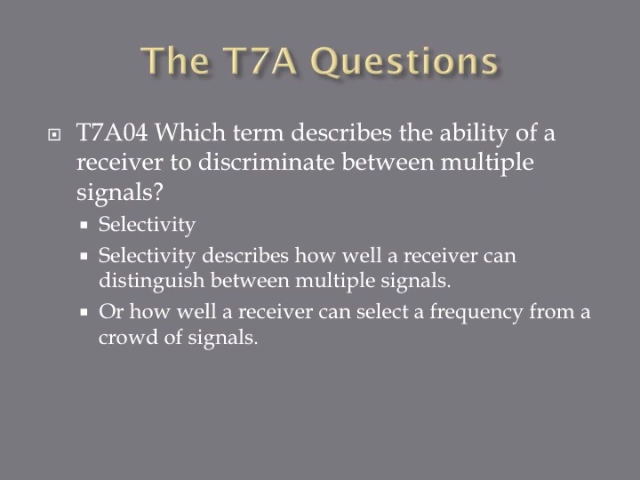 The T7A Questions
T7A04 Which term describes the ability of a
receiver to discriminate between multiple
signals?
Selectivity
Selectivity describes how well a receiver can
distinguish between multiple signals.
Or how well a receiver can select a frequency from a
crowd of signals.